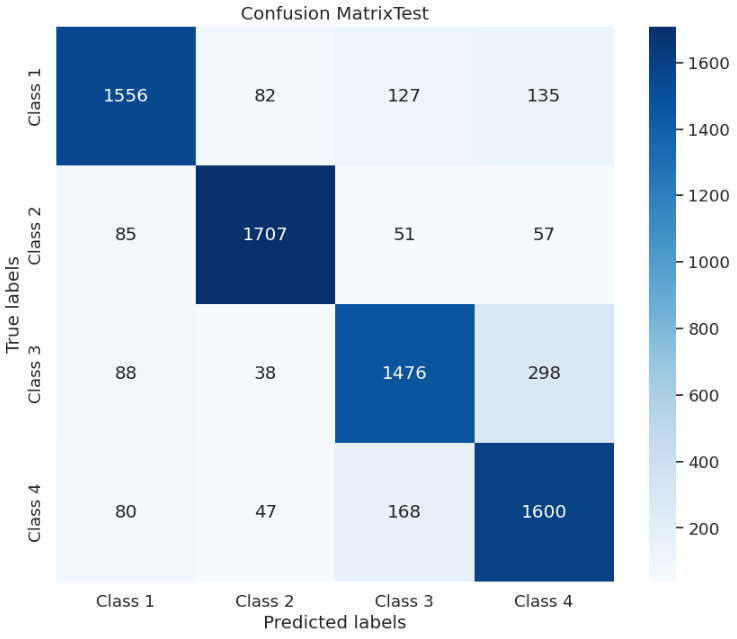 Confusion MatrixTest
Class 1
1556 82 127 135
Class 2
85 1707 51 57
Class 3
88 38 1476 298
Class 4
80 47 168 1600
Class 1 Class 2 Class 3 Class 4
Predicted labels
True labels
1600
1400
1200
1000
800
600
400
200